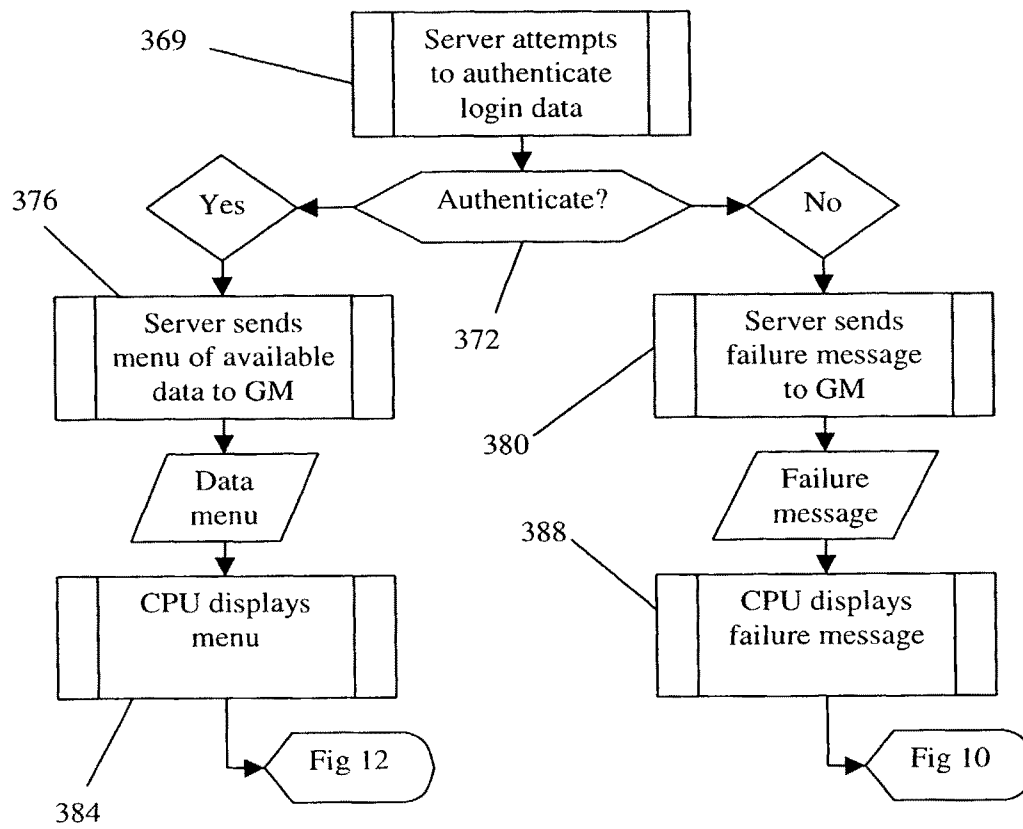 369
Server attempts
to authenticate
login data
376
Yes
Authenticate?
No
372
Server sends
menu of available
data to GM
Server sends
failure message
to GM
380
Data
menu
Failure
message
388
CPU displays
menu
CPU displays
failure message
Fig 12
Fig 10
384